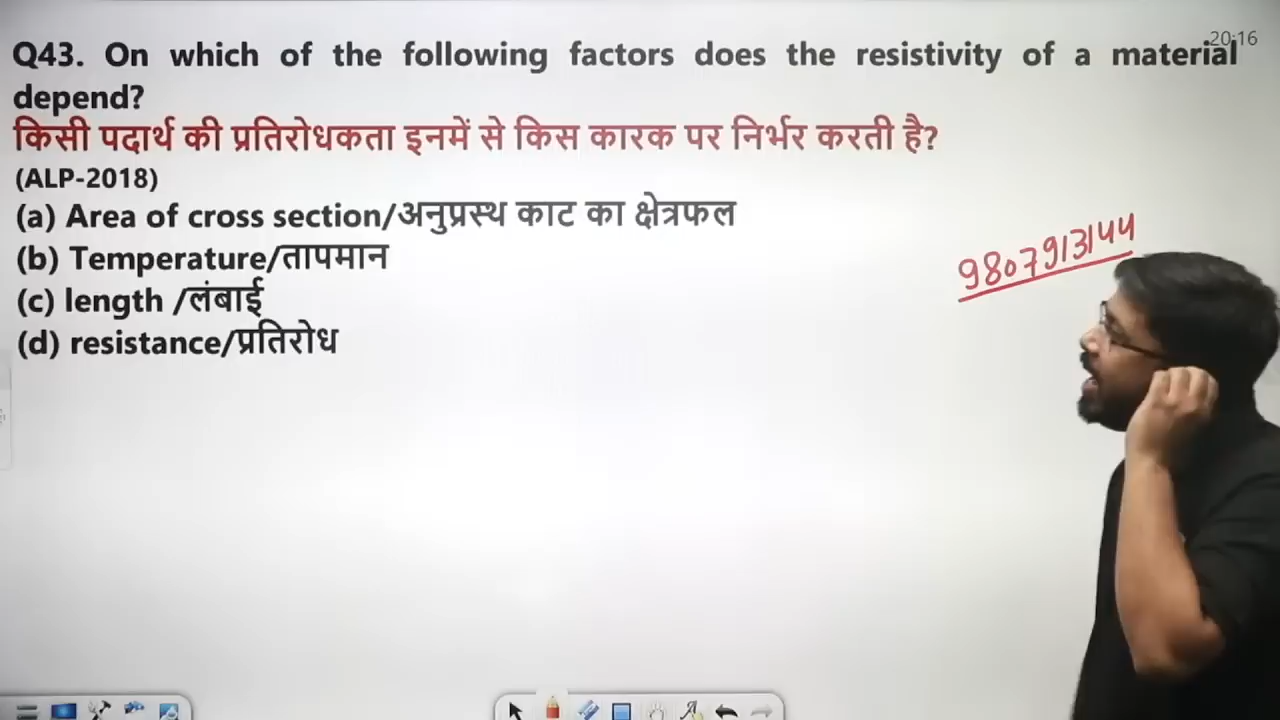 20:16
Q43. On which of the following factors does the resistivity of a material
depend?
किसी पदार्थ की प्रतिरोधकता इनमें से किस कारक पर निर्भर करती है?
(ALP-2018)
(a) Area of cross section/अनुप्रस्थ काट का क्षेत्रफल
(b) Temperature/तापमान
(c) length /लंबाई
(d) resistance/प्रतिरोध
9807913144